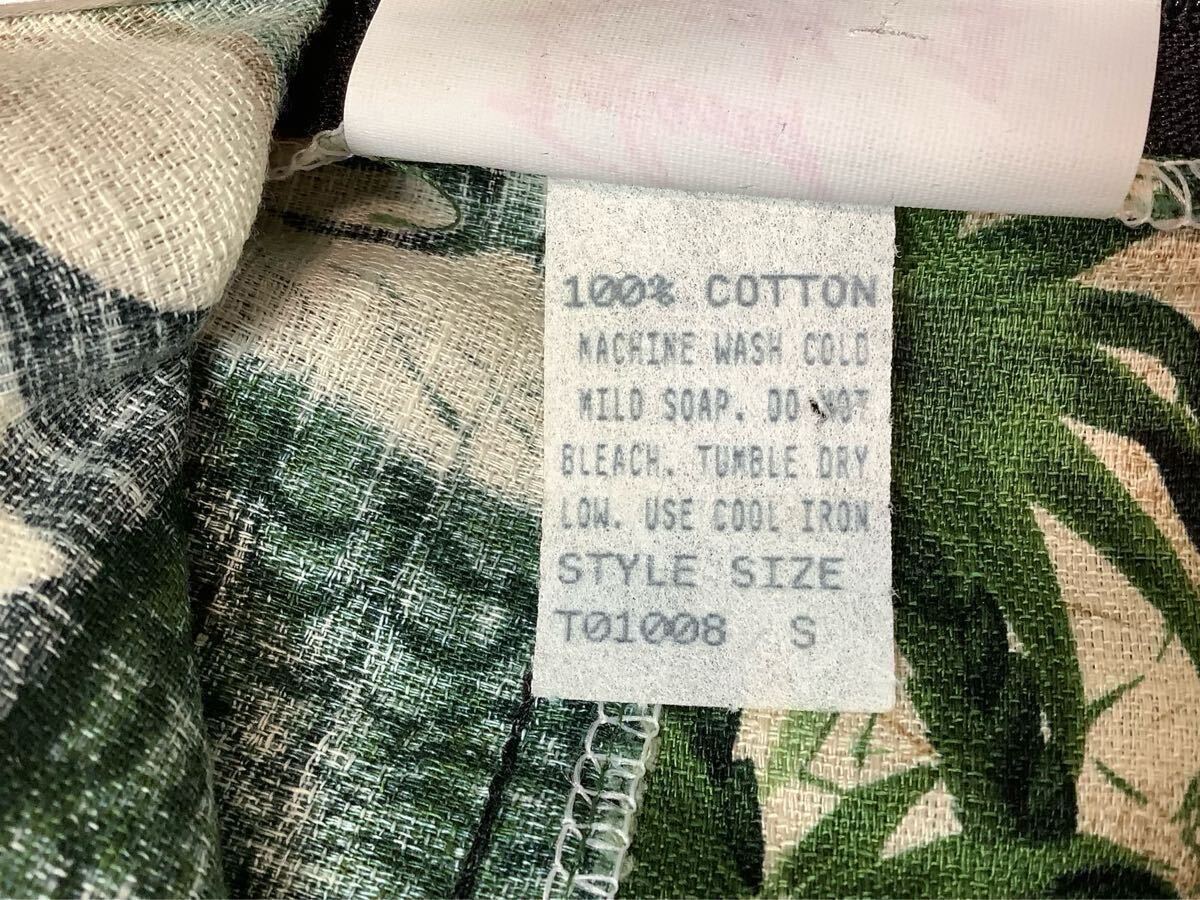 100% COTTON
MACHINE WASH COLD
MILD SOAP. DO NOT
BLEACH. TUMBLE DRY
LOW. USE COOL IRON
STYLE SIZE
T01008 S